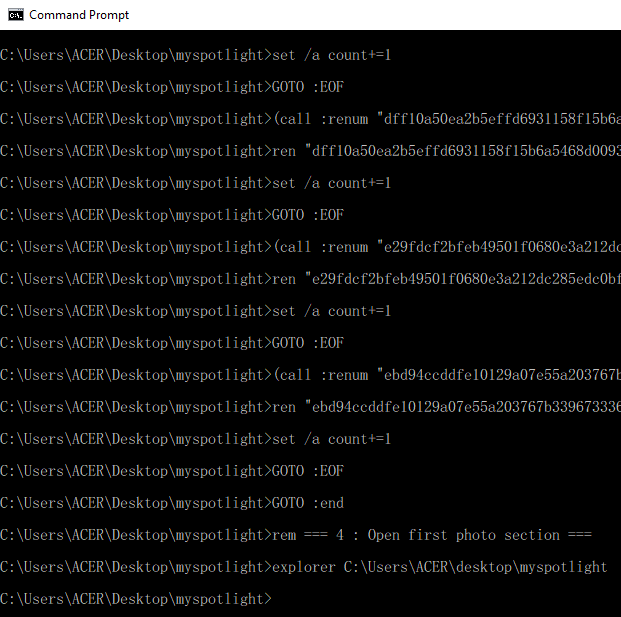 Command Prompt
C:\Users\ACER\Desktop\myspotlight>set /a count+=1
C:\Users\ACER\Desktop\myspotlight>GOTO :EOF
C:\Users\ACER\Desktop\myspotlight>(call :renum "dff10a50ea2b5effd6931158f15b6a
C:\Users\ACER\Desktop\myspotlight>ren "dff10a50ea2b5effd6931158f15b6a5468d0093
C:\Users\ACER\Desktop\myspotlight>set /a count+=1
C:\Users\ACER\Desktop\myspotlight>GOTO :EOF
C:\Users\ACER\Desktop\myspotlight>(call :renum "e29fdcf2bfeb49501f0680e3a212dc
C:\Users\ACER\Desktop\myspotlight>ren "e29fdcf2bfeb49501f0680e3a212dc285edc0bf
C:\Users\ACER\Desktop\myspotlight>set /a count+=1
C:\Users\ACER\Desktop\myspotlight>GOTO :EOF
C:\Users\ACER\Desktop\myspotlight>(call :renum "ebd94ccddfe10129a07e55a203767b
C:\Users\ACER\Desktop\myspotlight>ren "ebd94ccddfe10129a07e55a203767b339673336
C:\Users\ACER\Desktop\myspotlight>set /a count+=1
C:\Users\ACER\Desktop\myspotlight>GOTO :EOF
C:\Users\ACER\Desktop\myspotlight>GOTO :end
C:\Users\ACER\Desktop\myspotlight>rem === 4 : Open first photo section ===
C:\Users\ACER\Desktop\myspotlight>explorer C:\Users\ACER\desktop\myspotlight
C:\Users\ACER\Desktop\myspotlight>